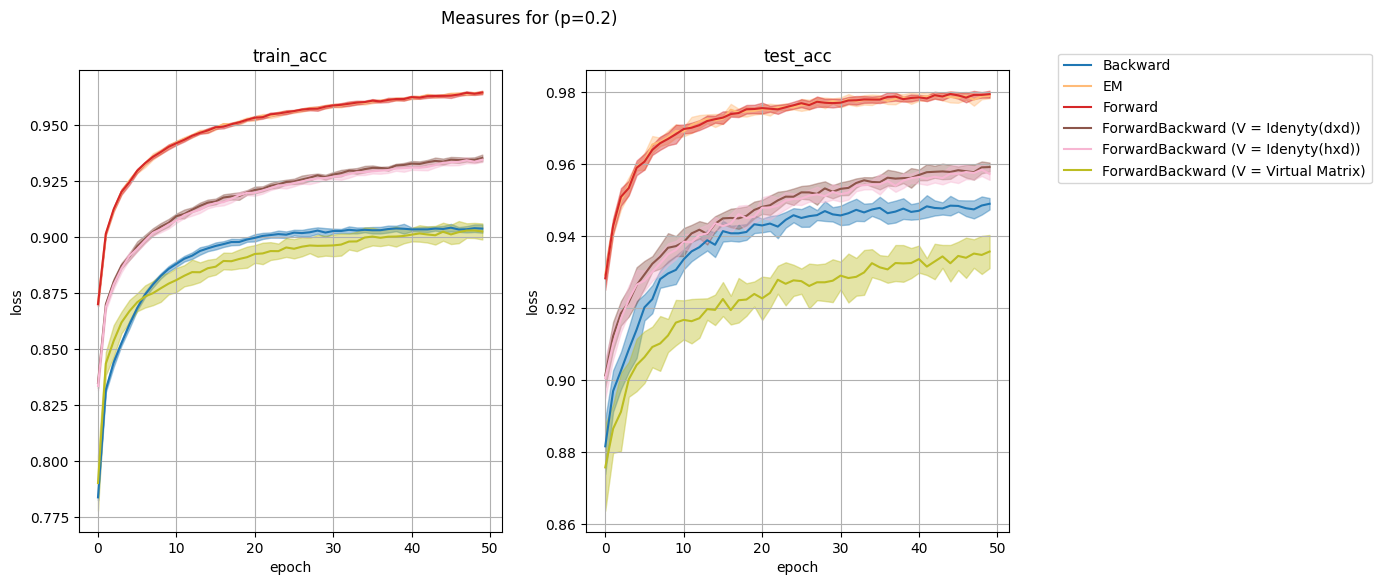 Measures for (p=0.2)
train_acc
0.950
0.925
0.900
0.875
0.850
0.825
0.800
0.775
loss
0 10 20 30 40 50
epoch
test_acc
0.98
0.96
0.94
0.92
0.90
0.88
0.86
loss
0 10 20 30 40 50
epoch
Backward
EM
Forward
ForwardBackward (V = Idenyty(dxd))
ForwardBackward (V = Idenyty(hxd))
ForwardBackward (V = Virtual Matrix)